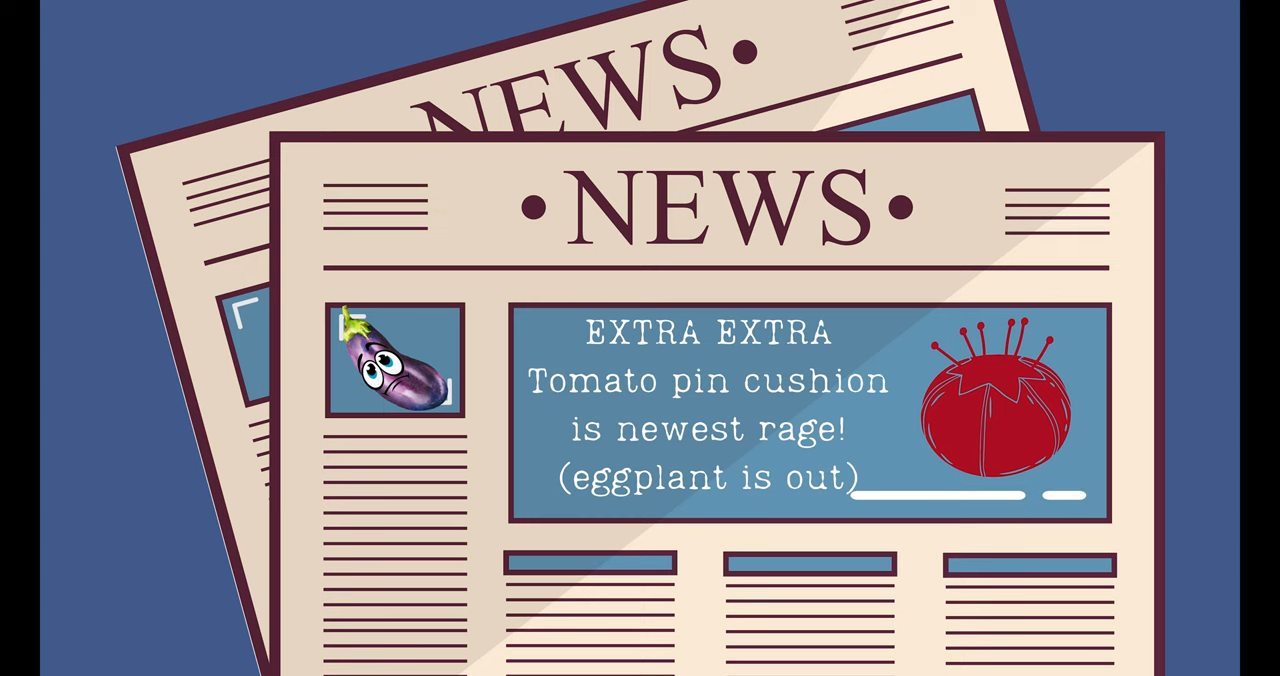 NEWS•
•NEWS•
EXTRA EXTRA
Tomato pin cushion
is newest rage!
(eggplant is out)